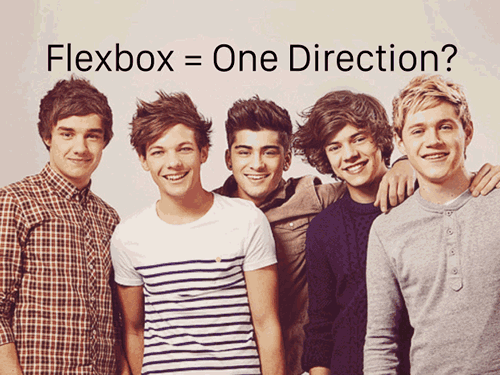 Flexbox = One Direction?